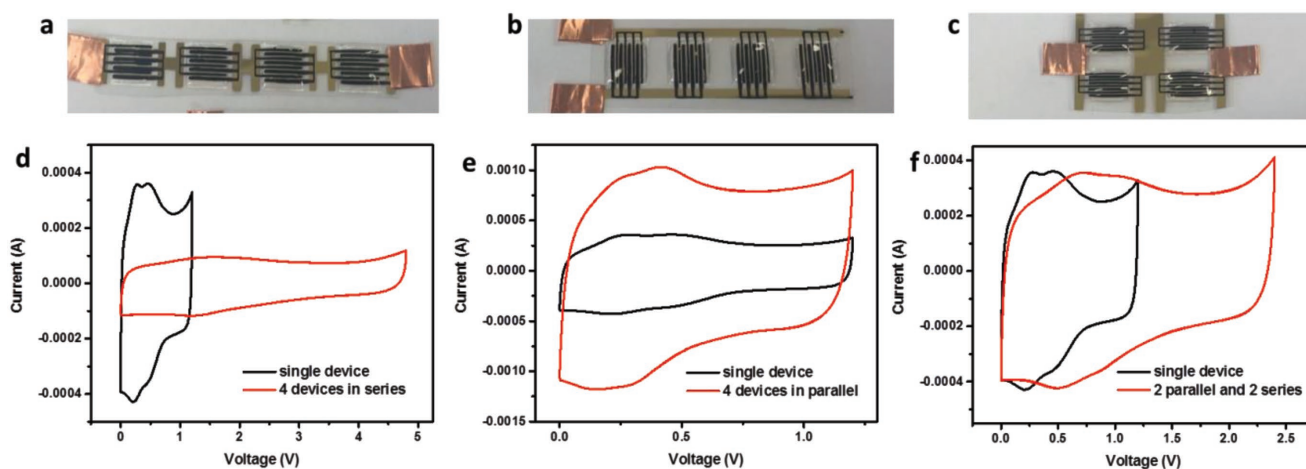 a
b
c
d
0.0004
0.0002
0.0000
-0.0002
-0.0004
Current (A)
0 1 2 3 4 5
Voltage (V)
single device
4 devices in series
e
0.0010
0.0005
0.0000
-0.0005
-0.0010
-0.0015
Current (A)
0.0 0.5 1.0
Voltage (V)
single device
4 devices in parallel
f
0.0004
0.0002
0.0000
-0.0002
-0.0004
Current (A)
0.0 0.5 1.0 1.5 2.0 2.5
Voltage (V)
single device
2 parallel and 2 series